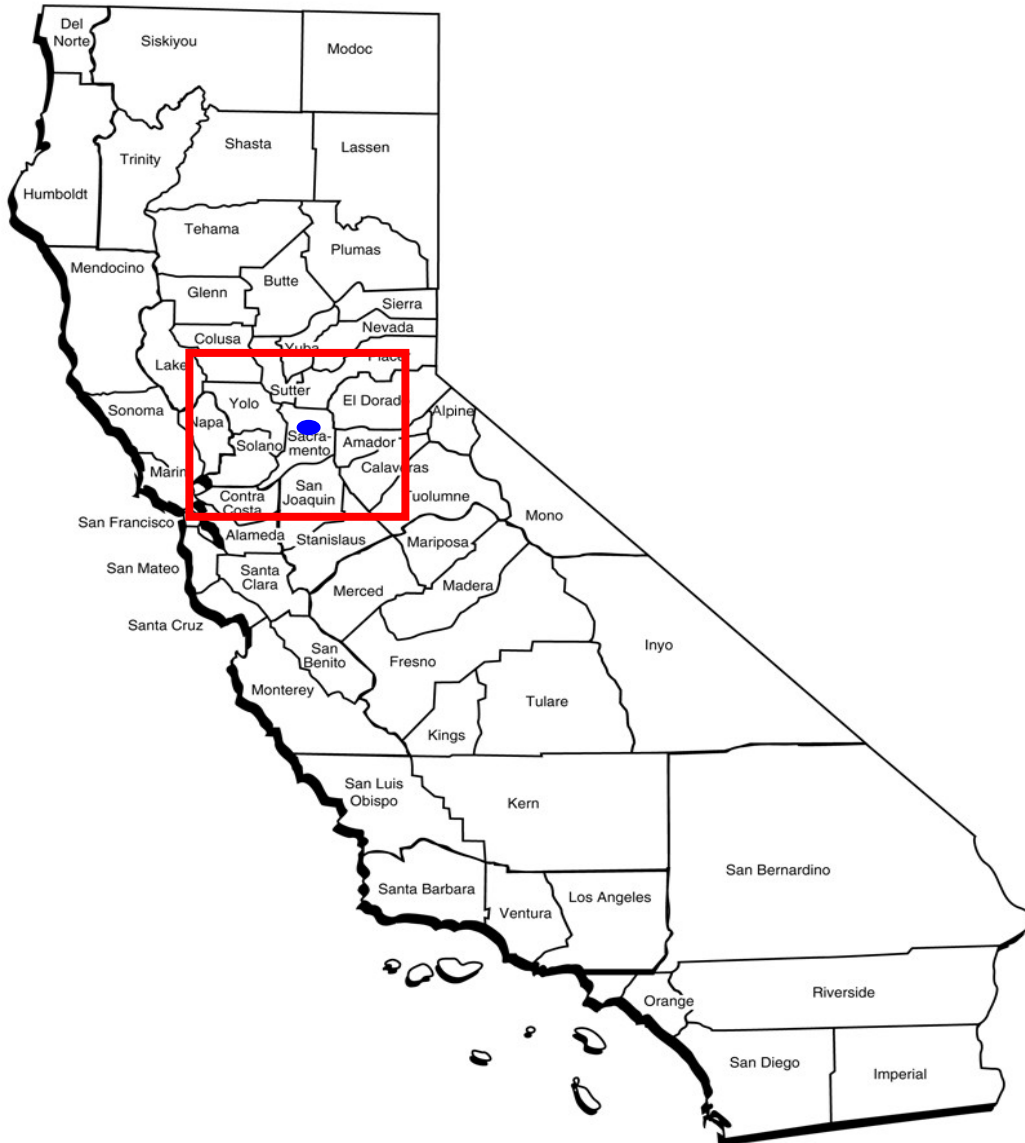 Del
Norte
Siskiyou
Modoc
Shasta
Lassen
Trinity
Humboldt
Tehama
Plumas
Mendocino
Butte
Glenn
Sierra
Nevada
Colusa
Yuba
Lake
Place
Sutter
El Dorado
Yolo
Sonoma
Napa
Alpine
Sacra-
mento
Solano
Amador
Marin
Calaveras
San
Joaquin
Contra
Costa
Tuolumne
San Francisco
Mono
Alameda
Stanislaus
Mariposa
San Mateo
Santa
Clara
Merced
Madera
Santa Cruz
San
Benito
Fresno
Inyo
Monterey
Tulare
Kings
San Luis
Obispo
Kern
San Bernardino
Santa Barbara
Los Angeles
Ventura
Riverside
Orange
San Diego
Imperial